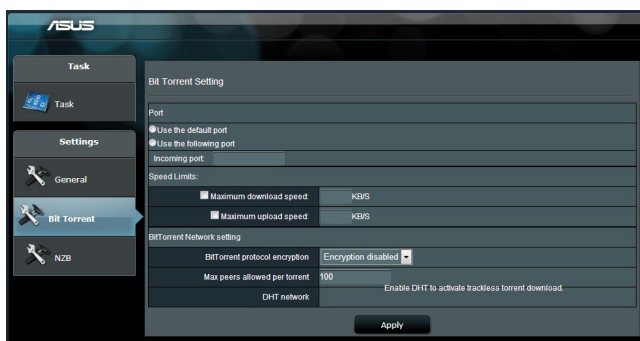 ASUS
Task
Task
Settings
General
Bit Torrent
NZB
Bit Torrent Setting
Port
Use the default port
Use the following port
Incoming port:
Speed Limits:
Maximum download speed: KB/S
Maximum upload speed: KB/S
BitTorrent Network setting
BitTorrent protocol encryption Encryption disabled
Max peers allowed per torrent 100
DHT network Enable DHT to activate trackless torrent download.
Apply